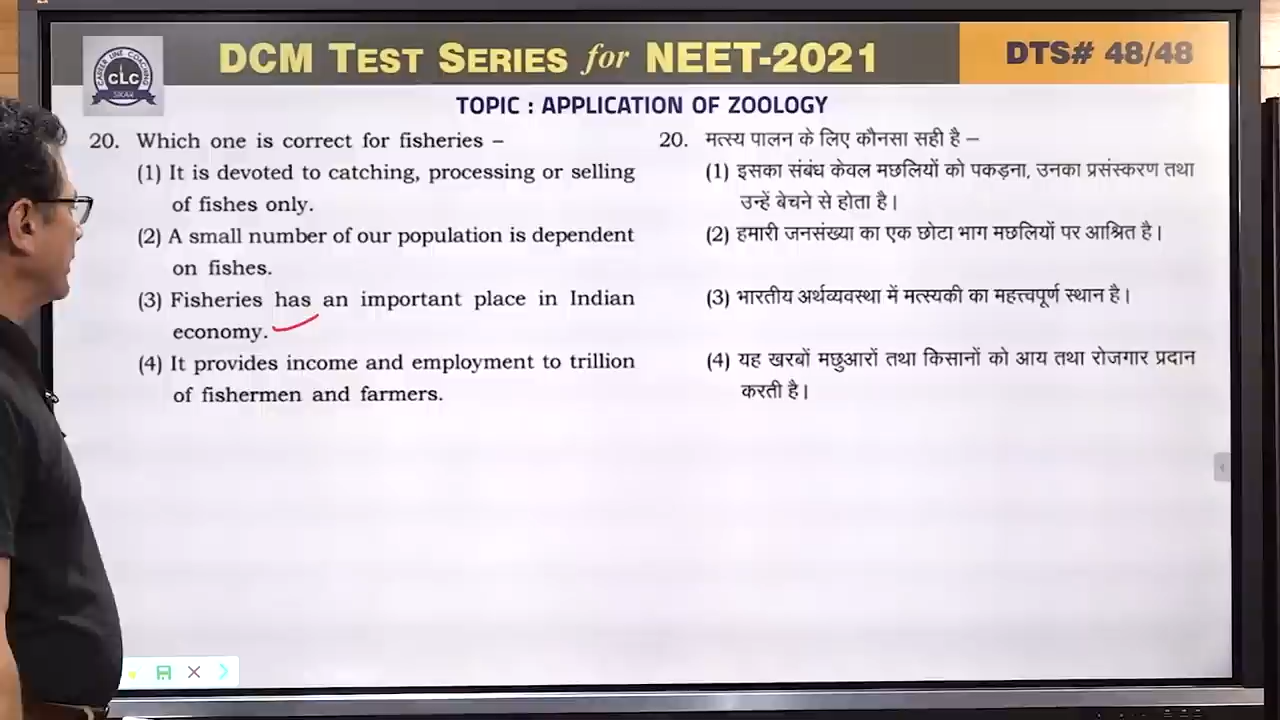 CAREER LINE COACHING
CLC
SIKAR
DCM TEST SERIES for NEET-2021
DTS# 48/48
TOPIC : APPLICATION OF ZOOLOGY
20. Which one is correct for fisheries –
(1) It is devoted to catching, processing or selling
of fishes only.
(2) A small number of our population is dependent
on fishes.
(3) Fisheries has an important place in Indian
economy.
(4) It provides income and employment to trillion
of fishermen and farmers.
20. मत्स्य पालन के लिए कौनसा सही है –
(1) इसका संबंध केवल मछलियों को पकड़ना, उनका प्रसंस्करण तथा
उन्हें बेचने से होता है।
(2) हमारी जनसंख्या का एक छोटा भाग मछलियों पर आश्रित है।
(3) भारतीय अर्थव्यवस्था में मत्स्यकी का महत्त्वपूर्ण स्थान है।
(4) यह खरबों मछुआरों तथा किसानों को आय तथा रोजगार प्रदान
करती है।